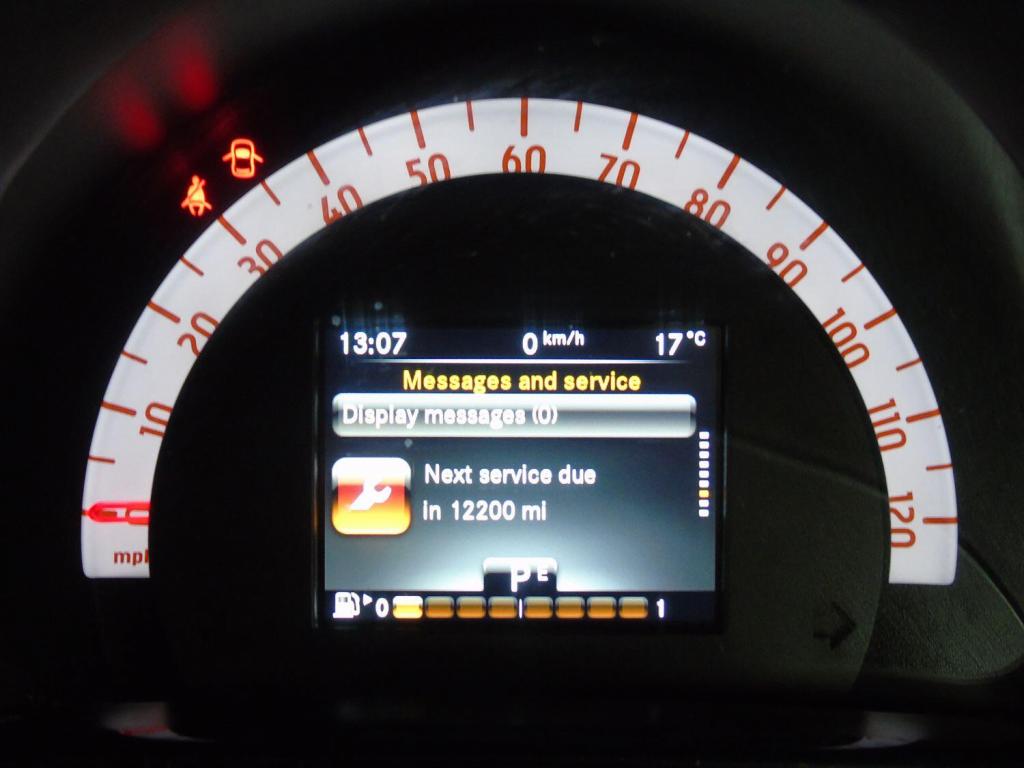 10
20
30
40
50
60
70
80
90
100
110
120
13:07 0 km/h 17 °C
Messages and service
Display messages (0)
Next service due
in 12200 mi
P E
0 1